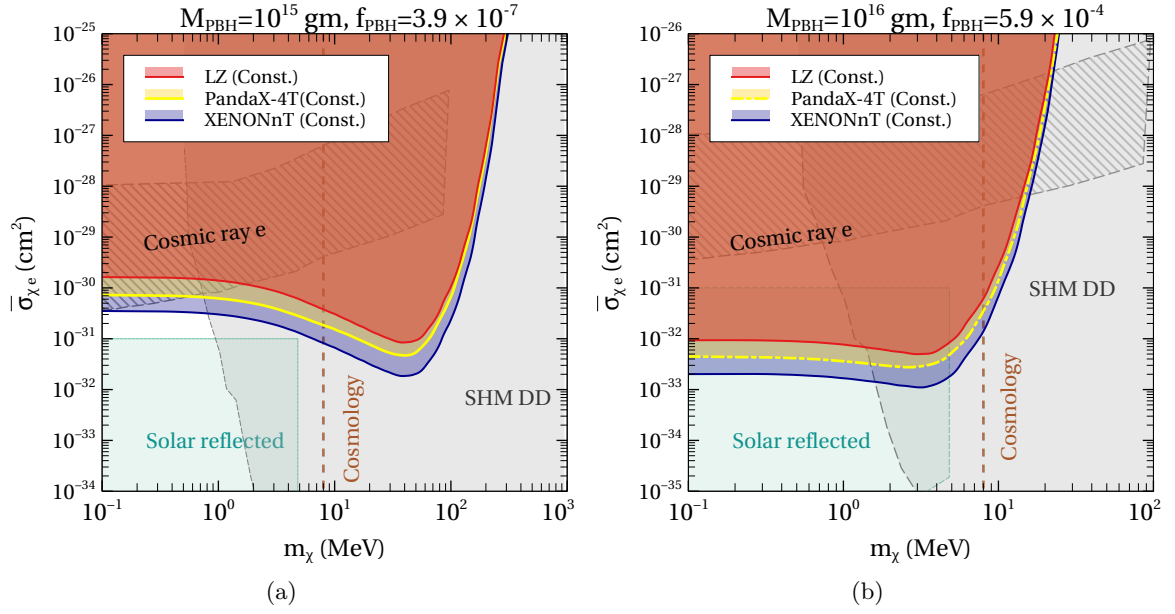 M_PBH=10^15 gm, f_PBH=3.9 × 10^-7
10^-25
10^-26
10^-27
10^-28
10^-29
10^-30
10^-31
10^-32
10^-33
10^-34
σ̅_χe (cm²)
LZ (Const.)
PandaX-4T(Const.)
XENONnT (Const.)
Cosmic ray e
SHM DD
Solar reflected
Cosmology
10^-1
10^0
10^1
10^2
10^3
m_χ (MeV)
(a)
M_PBH=10^16 gm, f_PBH=5.9 × 10^-4
10^-26
10^-27
10^-28
10^-29
10^-30
10^-31
10^-32
10^-33
10^-34
10^-35
σ̅_χe (cm²)
LZ (Const.)
PandaX-4T (Const.)
XENONnT (Const.)
Cosmic ray e
SHM DD
Solar reflected
Cosmology
10^-1
10^0
10^1
10^2
m_χ (MeV)
(b)